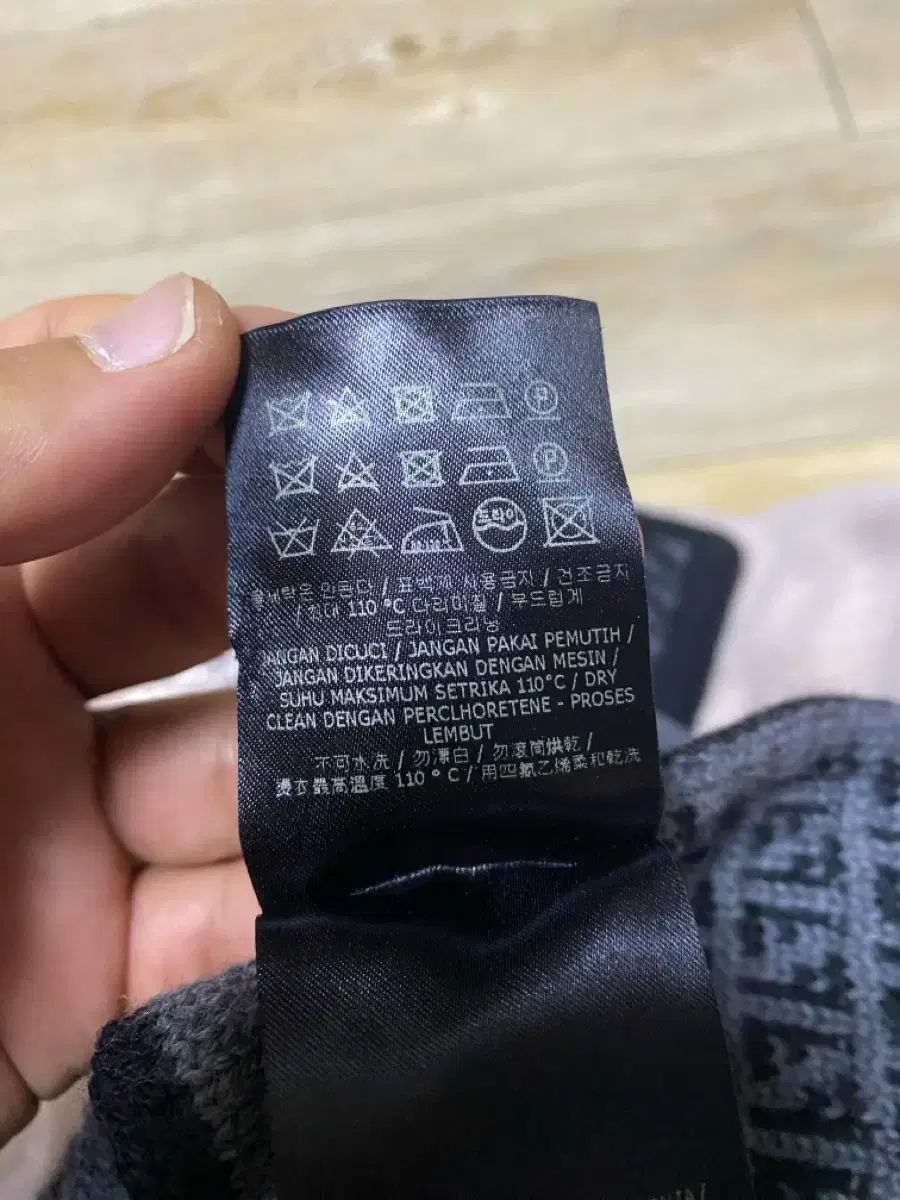 P
P
드라이
물세탁은 안된다 / 표백제 사용금지 / 건조금지
/ 최대 110 °C 다리미질 / 부드럽게
드라이크리닝
JANGAN DICUCI / JANGAN PAKAI PEMUTIH /
JANGAN DIKERINGKAN DENGAN MESIN /
SUHU MAKSIMUM SETRIKA 110°C / DRY
CLEAN DENGAN PERCLHORETENE - PROSES
LEMBUT
不可水洗 / 勿漂白 / 勿滾筒烘乾 /
燙衣最高溫度 110 °C / 用四氯乙烯柔和乾洗